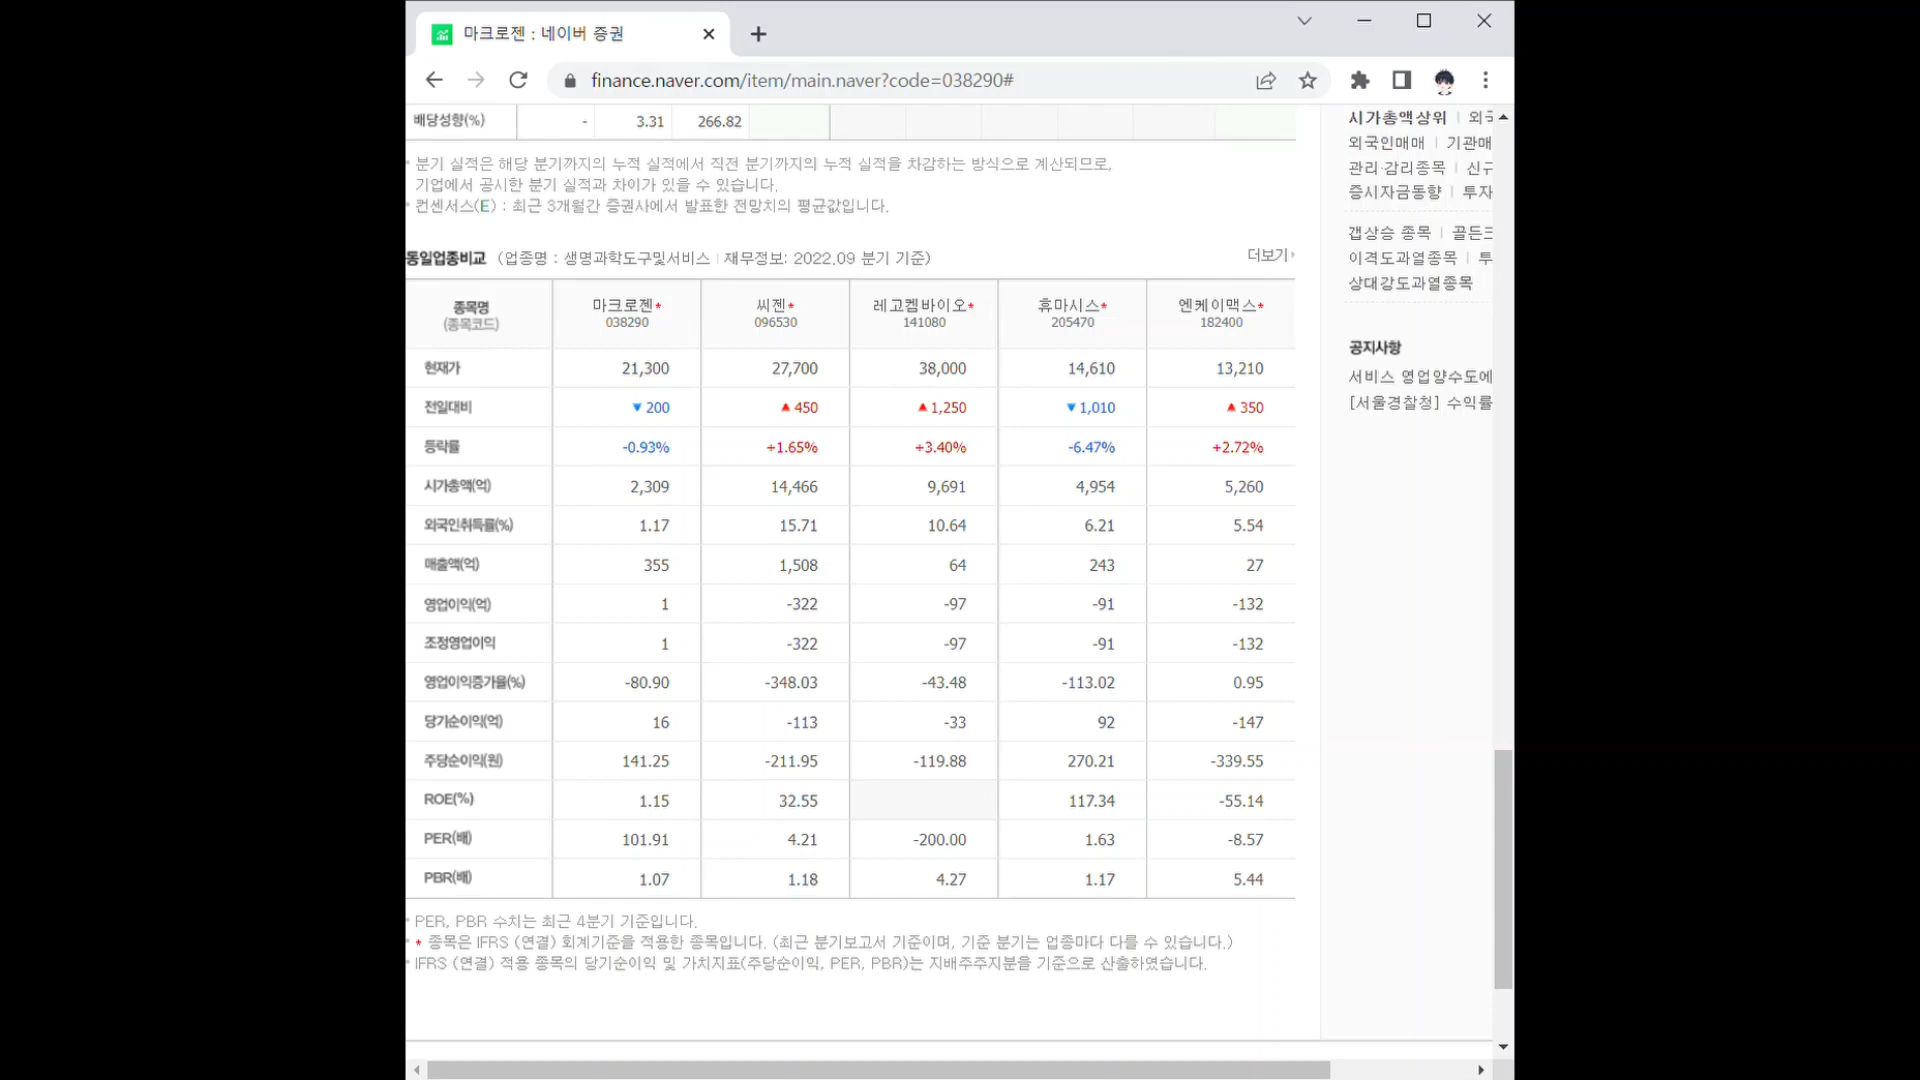 마크로젠 : 네이버 증권
finance.naver.com/item/main.naver?code=038290#
배당성향(%) - 3.31 266.82
분기 실적은 해당 분기까지의 누적 실적에서 직전 분기까지의 누적 실적을 차감하는 방식으로 계산되므로,
기업에서 공시한 분기 실적과 차이가 있을 수 있습니다.
컨센서스(E) : 최근 3개월간 증권사에서 발표한 전망치의 평균값입니다.
동일업종비교 (업종명 : 생명과학도구및서비스 | 재무정보: 2022.09 분기 기준) 더보기
종목명 마크로젠* 씨젠* 레고켐바이오* 휴마시스* 엔케이맥스*
(종목코드) 038290 096530 141080 205470 182400
현재가 21,300 27,700 38,000 14,610 13,210
전일대비 ▼200 ▲450 ▲1,250 ▼1,010 ▲350
등락률 -0.93% +1.65% +3.40% -6.47% +2.72%
시가총액(억) 2,309 14,466 9,691 4,954 5,260
외국인취득률(%) 1.17 15.71 10.64 6.21 5.54
매출액(억) 355 1,508 64 243 27
영업이익(억) 1 -322 -97 -91 -132
조정영업이익 1 -322 -97 -91 -132
영업이익증가율(%) -80.90 -348.03 -43.48 -113.02 0.95
당기순이익(억) 16 -113 -33 92 -147
주당순이익(원) 141.25 -211.95 -119.88 270.21 -339.55
ROE(%) 1.15 32.55 117.34 -55.14
PER(배) 101.91 4.21 -200.00 1.63 -8.57
PBR(배) 1.07 1.18 4.27 1.17 5.44
PER, PBR 수치는 최근 4분기 기준입니다.
* 종목은 IFRS (연결) 회계기준을 적용한 종목입니다. (최근 분기보고서 기준이며, 기준 분기는 업종마다 다를 수 있습니다.)
IFRS (연결) 적용 종목의 당기순이익 및 가치지표(주당순이익, PER, PBR)는 지배주주지분을 기준으로 산출하였습니다.
시가총액상위 | 외국
외국인매매 | 기관매
관리·감리종목 | 신규
증시자금동향 | 투자
갭상승 종목 | 골든크
이격도과열종목 | 투
상대강도과열종목
공지사항
서비스 영업양수도에
[서울경찰청] 수익률